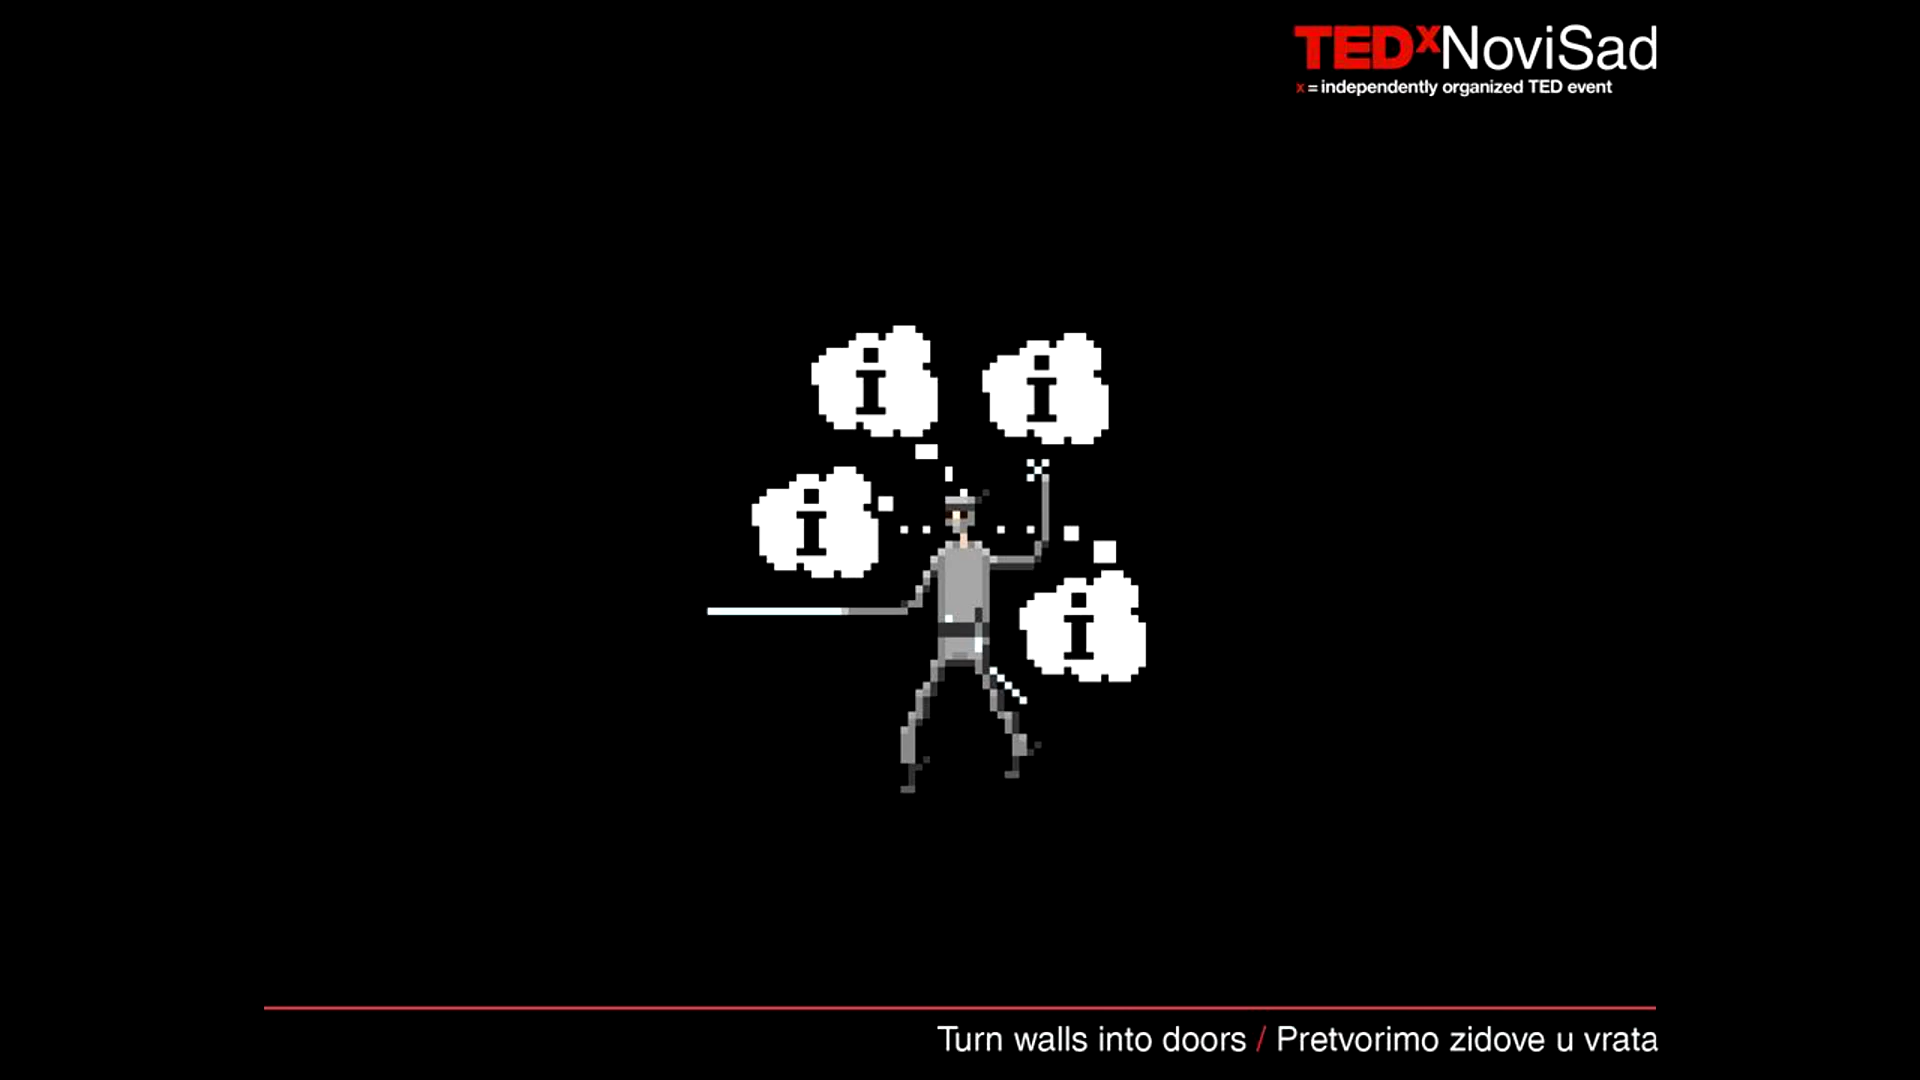 TEDxNoviSad
x = independently organized TED event
i
i
i
i
Turn walls into doors / Pretvorimo zidove u vrata